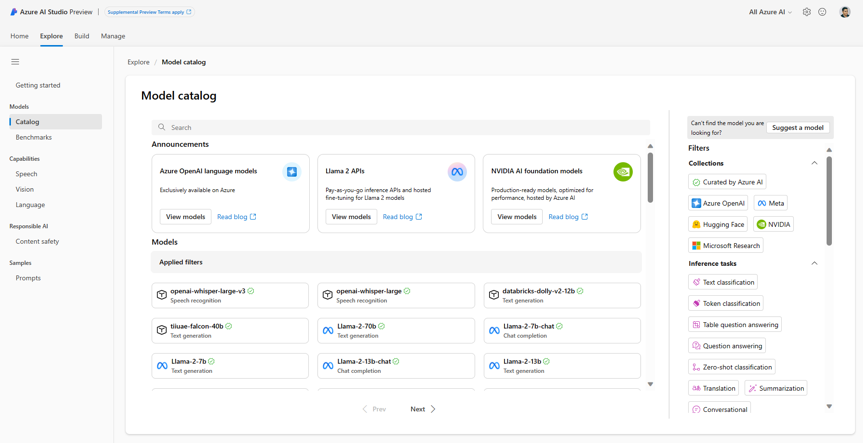 Azure AI Studio Preview
Supplemental Preview Terms apply
All Azure AI
Home
Explore
Build
Manage
Getting started
Models
Catalog
Benchmarks
Capabilities
Speech
Vision
Language
Responsible AI
Content safety
Samples
Prompts
Explore / Model catalog
Model catalog
Search
Announcements
Azure OpenAI language models
Exclusively available on Azure
View models
Read blog
Llama 2 APIs
Pay-as-you-go inference APIs and hosted
fine-tuning for Llama 2 models
View models
Read blog
NVIDIA AI foundation models
Production-ready models, optimized for
performance, hosted by Azure AI
View models
Read blog
Models
Applied filters
openai-whisper-large-v3
Speech recognition
openai-whisper-large
Speech recognition
databricks-dolly-v2-12b
Text generation
tiiuae-falcon-40b
Text generation
Llama-2-70b
Text generation
Llama-2-7b-chat
Chat completion
Llama-2-7b
Text generation
Llama-2-13b-chat
Chat completion
Llama-2-13b
Text generation
Prev
Next
Can't find the model you are
looking for?
Suggest a model
Filters
Collections
Curated by Azure AI
Azure OpenAI
Meta
Hugging Face
NVIDIA
Microsoft Research
Inference tasks
Text classification
Token classification
Table question answering
Question answering
Zero-shot classification
Translation
Summarization
Conversational